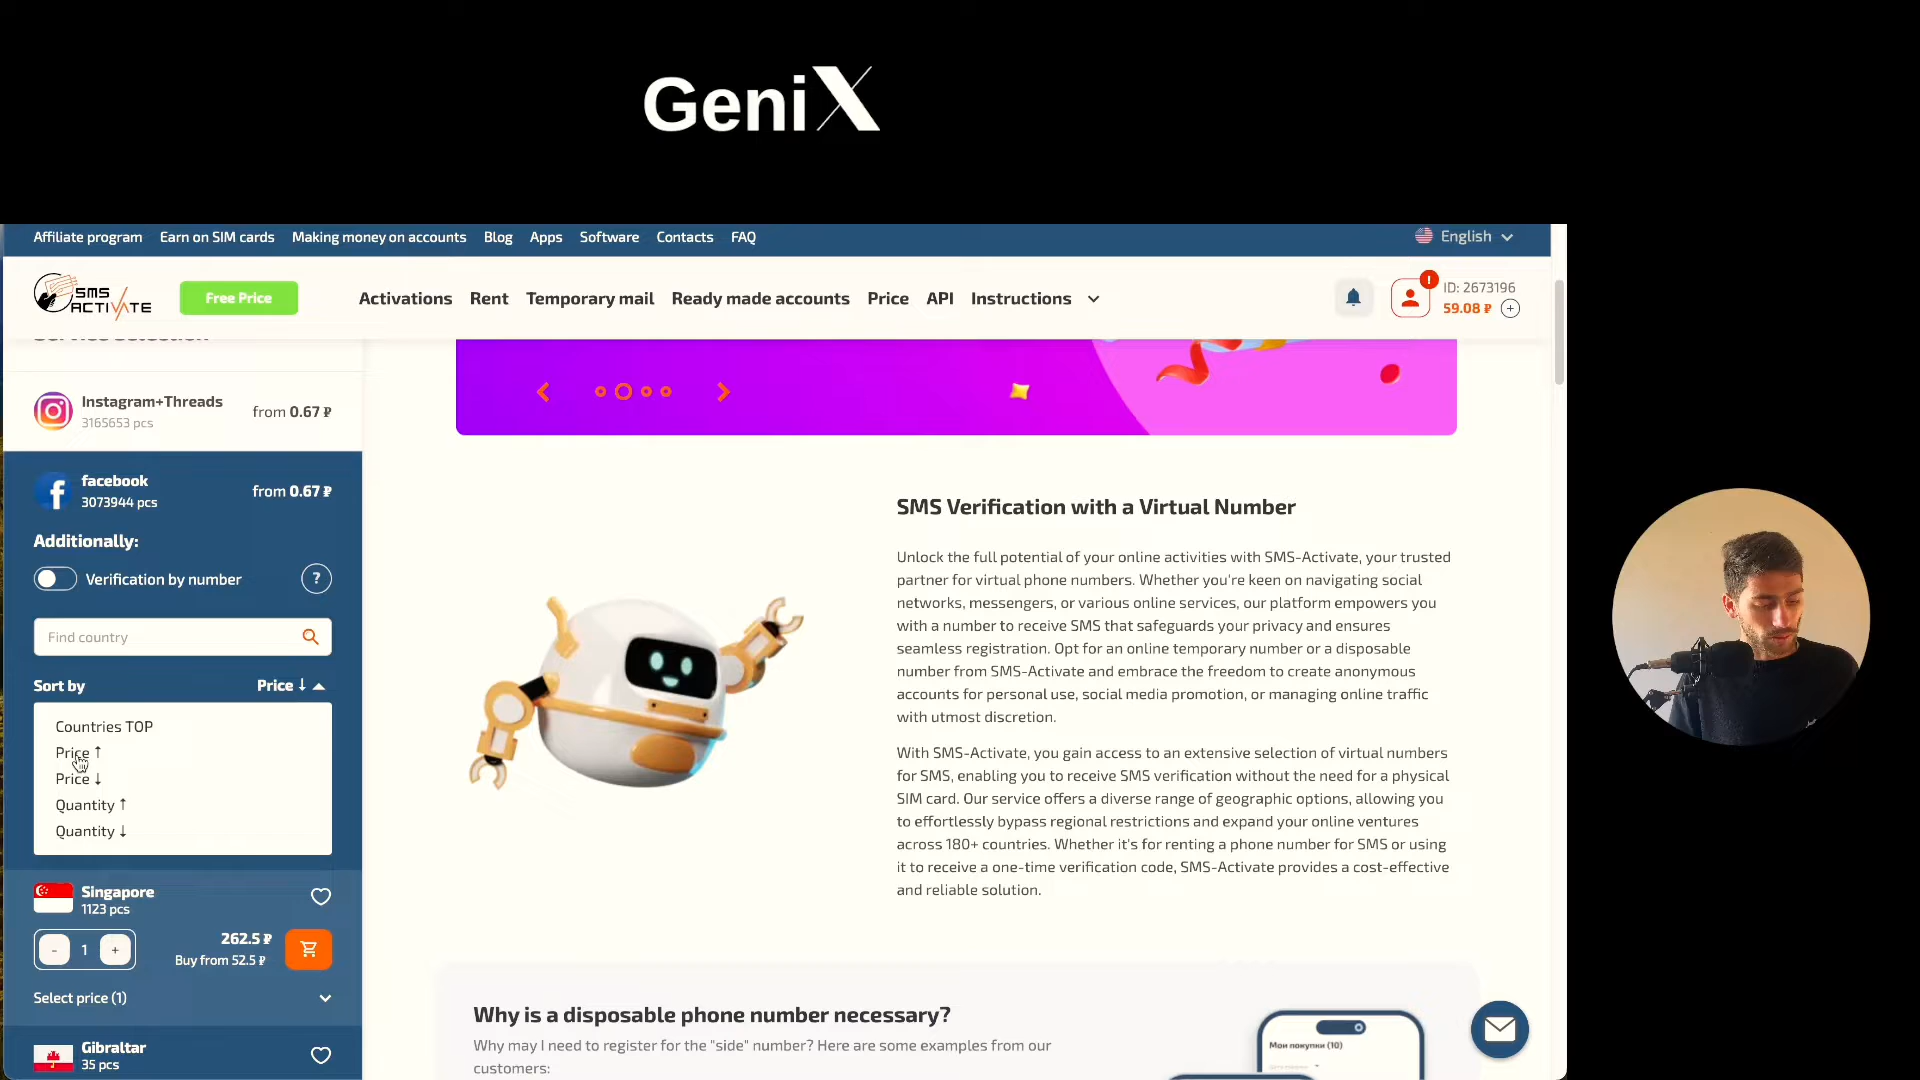 GeniX
Affiliate program Earn on SIM cards Making money on accounts Blog Apps Software Contacts FAQ
English
SMS ACTIVATE
Free Price
Activations Rent Temporary mail Ready made accounts Price API Instructions
ID: 2673196
59.08 ₽
Service Selection
Instagram+Threads
3165653 pcs
from 0.67 ₽
facebook
3073944 pcs
from 0.67 ₽
Additionally:
Verification by number
?
Find country
Sort by
Price ↓
Countries TOP
Price ↑
Price ↓
Quantity ↑
Quantity ↓
Singapore
1123 pcs
- 1 +
262.5 ₽
Buy from 52.5 ₽
Select price (1)
Gibraltar
35 pcs
SMS Verification with a Virtual Number
Unlock the full potential of your online activities with SMS-Activate, your trusted
partner for virtual phone numbers. Whether you're keen on navigating social
networks, messengers, or various online services, our platform empowers you
with a number to receive SMS that safeguards your privacy and ensures
seamless registration. Opt for an online temporary number or a disposable
number from SMS-Activate and embrace the freedom to create anonymous
accounts for personal use, social media promotion, or managing online traffic
with utmost discretion.
With SMS-Activate, you gain access to an extensive selection of virtual numbers
for SMS, enabling you to receive SMS verification without the need for a physical
SIM card. Our service offers a diverse range of geographic options, allowing you
to effortlessly bypass regional restrictions and expand your online ventures
across 180+ countries. Whether it's for renting a phone number for SMS or using
it to receive a one-time verification code, SMS-Activate provides a cost-effective
and reliable solution.
Why is a disposable phone number necessary?
Why may I need to register for the "side" number? Here are some examples from our
customers:
Мои покупки (10)